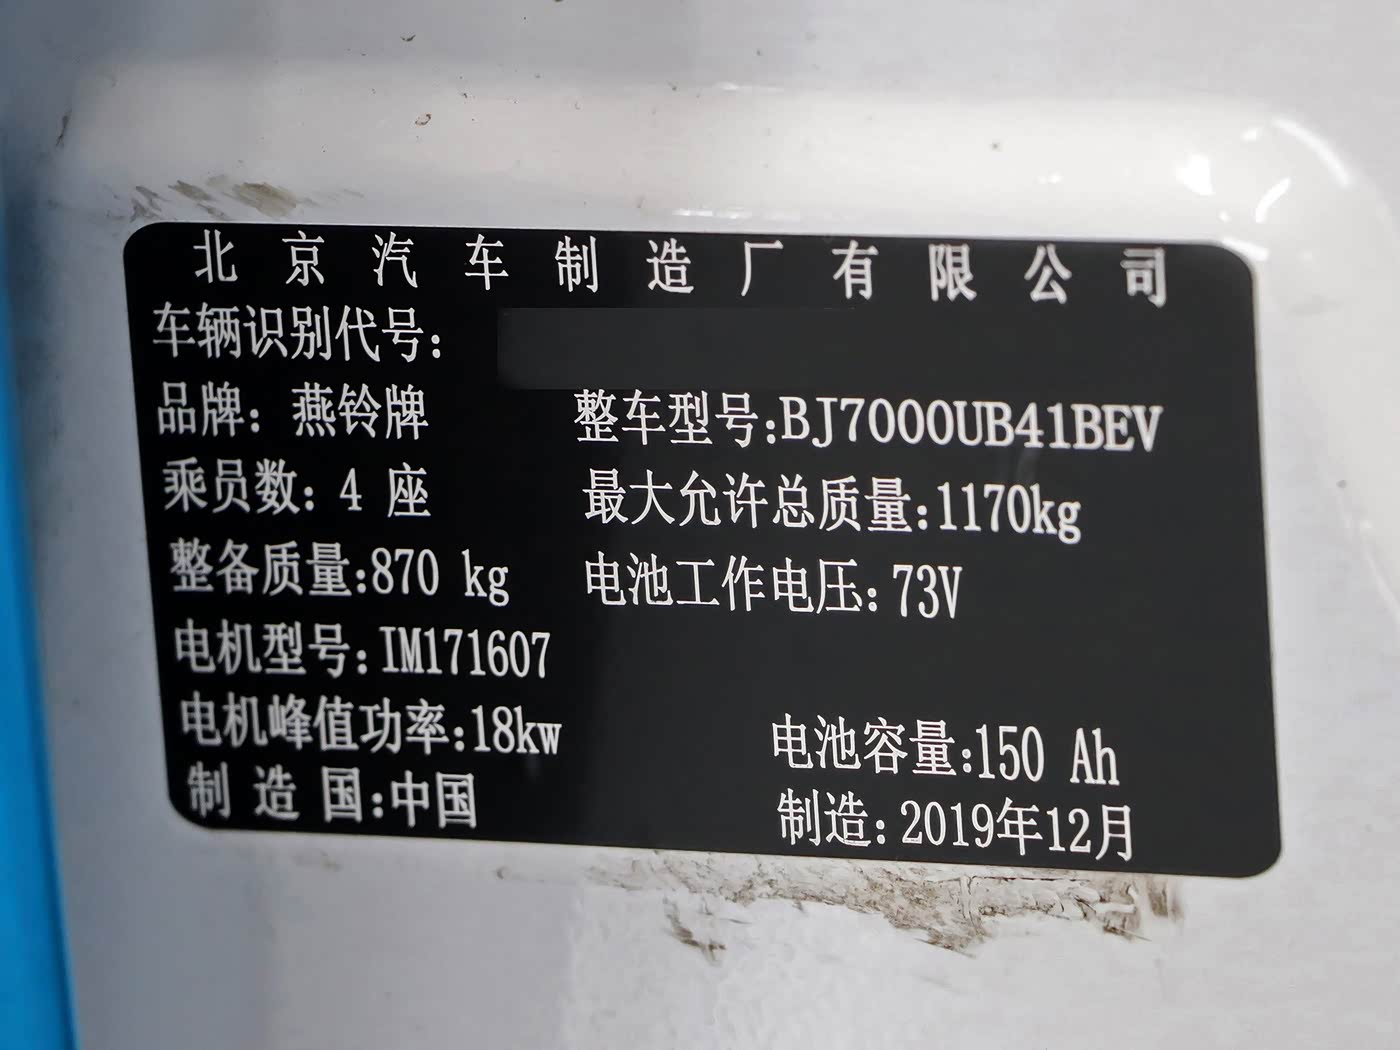 北京汽车制造厂有限公司
车辆识别代号:
品牌: 燕铃牌 整车型号:BJ7000UB41BEV
乘员数: 4 座 最大允许总质量:1170kg
整备质量:870 kg 电池工作电压: 73V
电机型号: IM171607
电机峰值功率:18kw 电池容量:150 Ah
制 造 国:中国 制造: 2019年12月